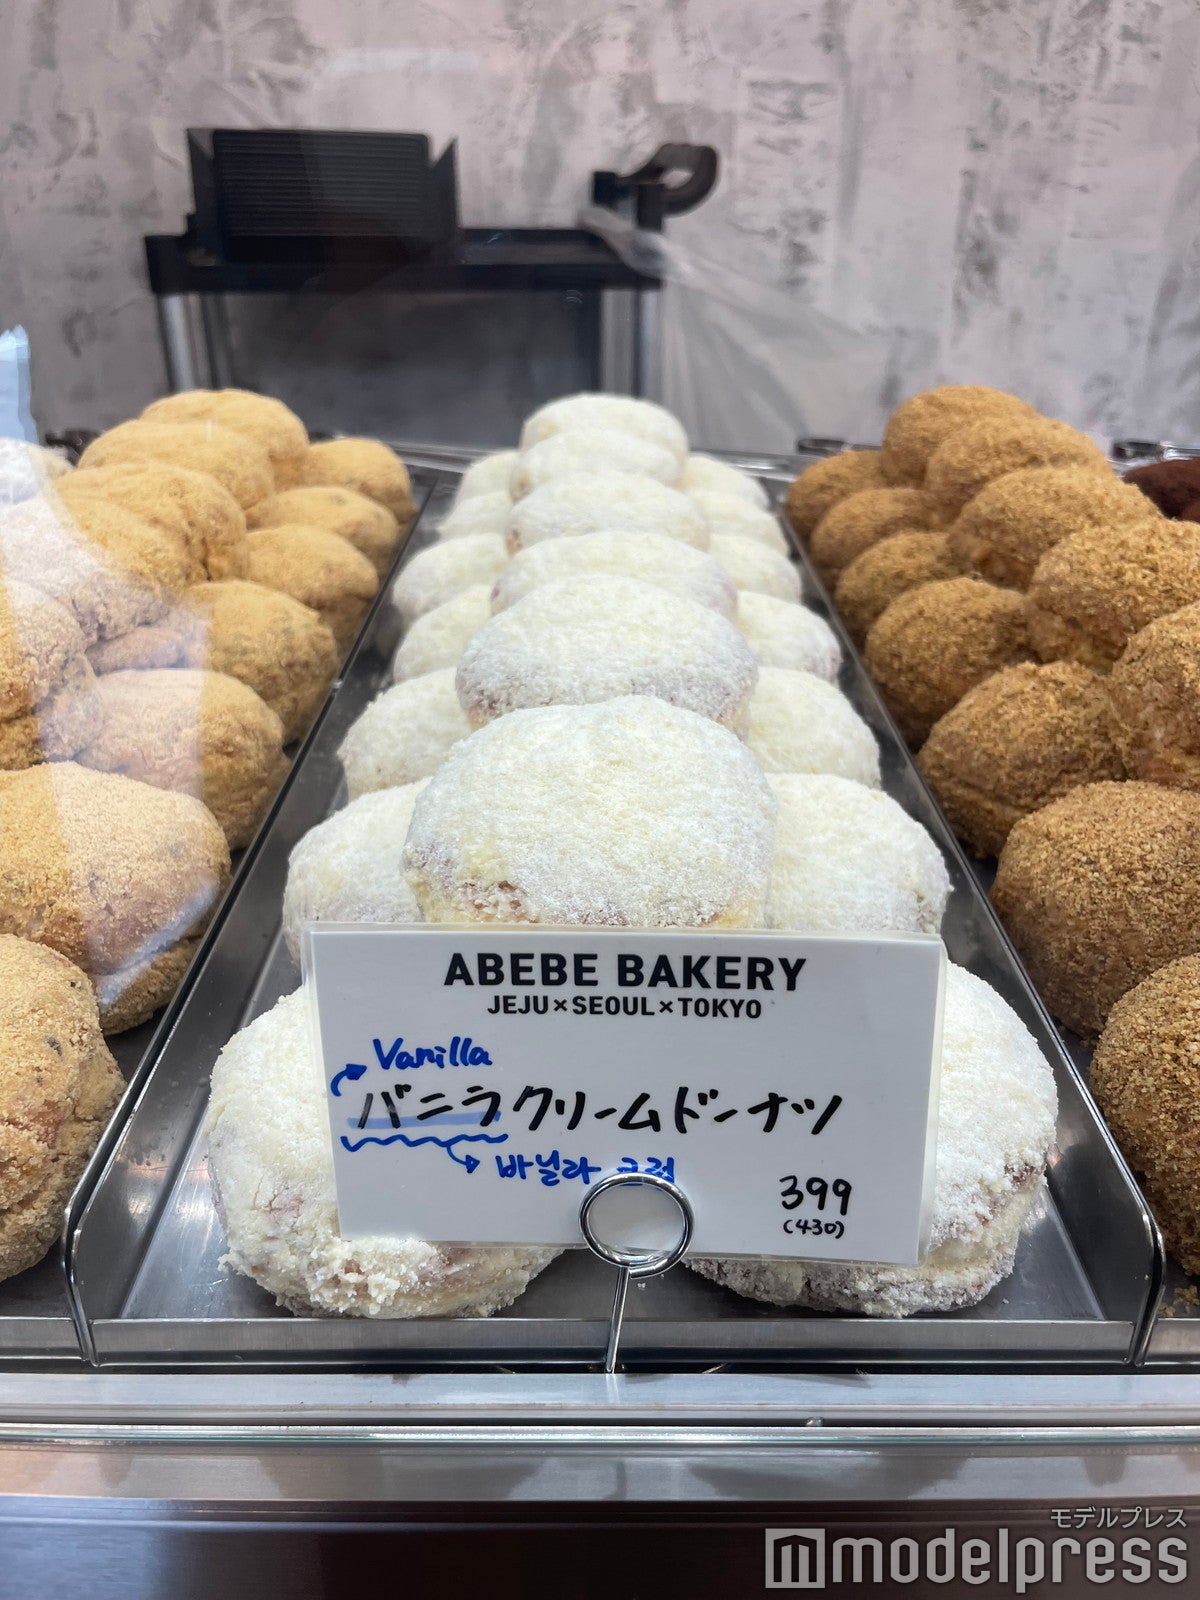 ABEBE BAKERY
JEJU×SEOUL×TOKYO
Vanilla
バニラクリームドーナツ
바닐라 크림
399
(430)
モデルプレス
modelpress